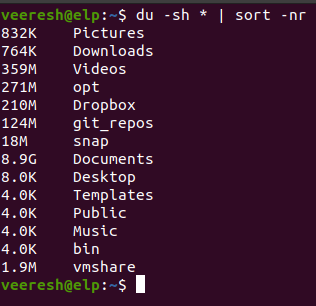 veeresh@elp:~$ du -sh * | sort -nr
832K Pictures
764K Downloads
359M Videos
271M opt
210M Dropbox
124M git_repos
18M snap
8.9G Documents
8.0K Desktop
4.0K Templates
4.0K Public
4.0K Music
4.0K bin
1.9M vmshare
veeresh@elp:~$